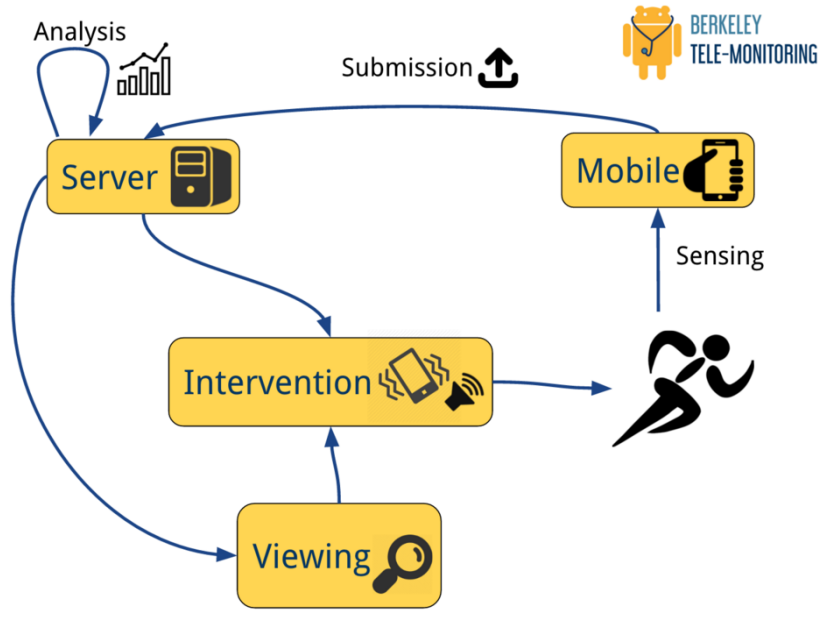 Analysis
Submission
BERKELEY
TELE-MONITORING
Server
Mobile
Sensing
Intervention
Viewing